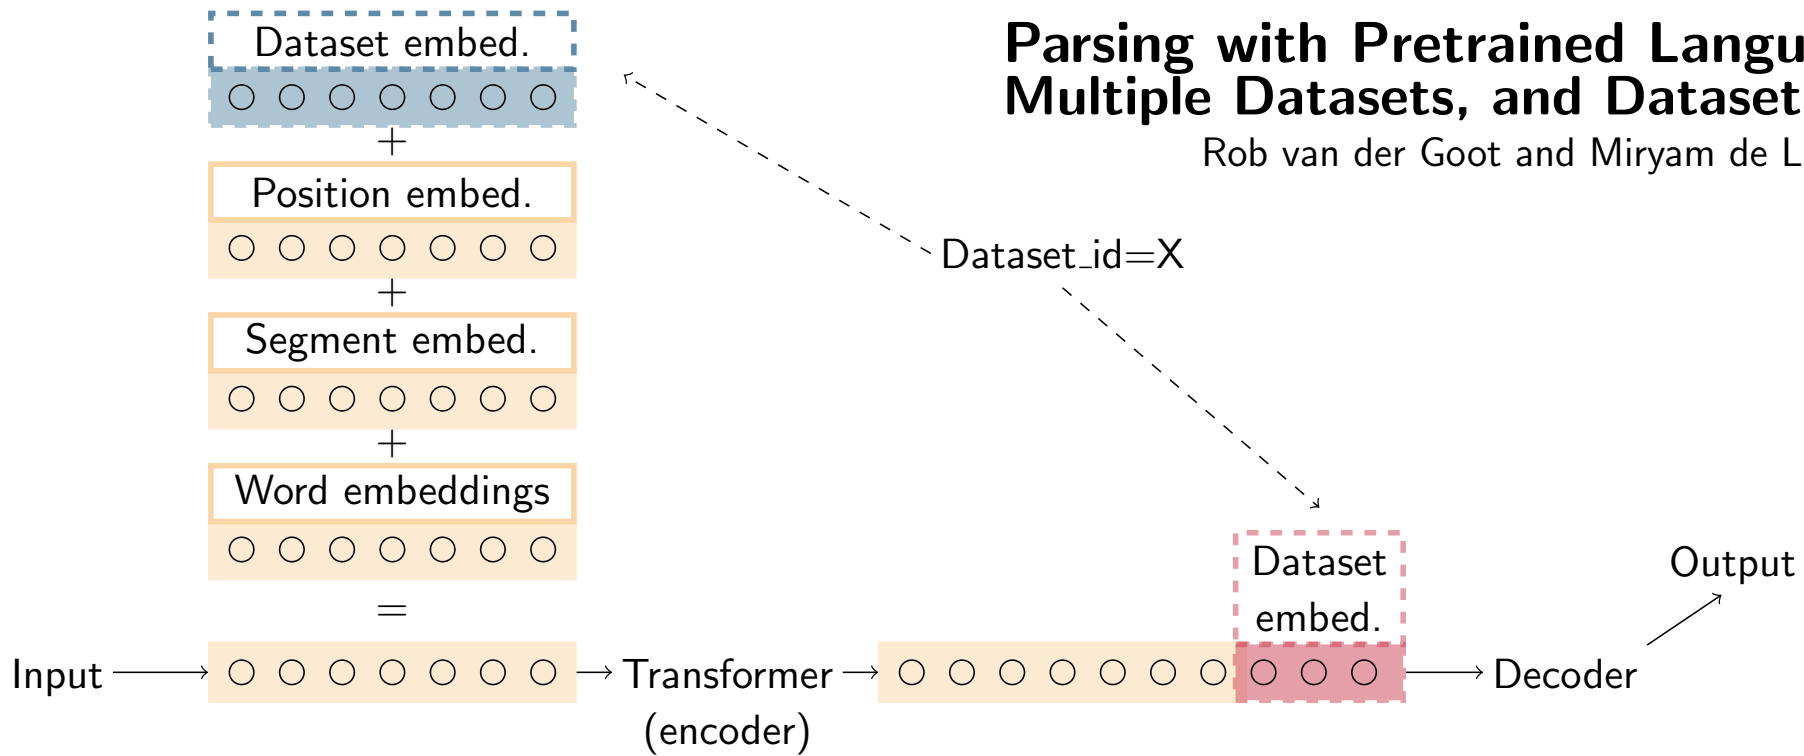 Parsing with Pretrained Langu
Multiple Datasets, and Dataset
Rob van der Goot and Miryam de L
Dataset embed.
+
Position embed.
+
Segment embed.
+
Word embeddings
=
Dataset_id=X
Dataset
embed.
Input
Transformer
(encoder)
Decoder
Output